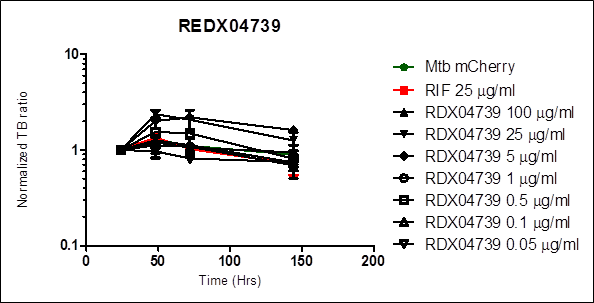 REDX04739
10
1
0.1
Normalized TB ratio
0
50
100
150
200
Time (Hrs)
Mtb mCherry
RIF 25 µg/ml
RDX04739 100 µg/ml
RDX04739 25 µg/ml
RDX04739 5 µg/ml
RDX04739 1 µg/ml
RDX04739 0.5 µg/ml
RDX04739 0.1 µg/ml
RDX04739 0.05 µg/ml